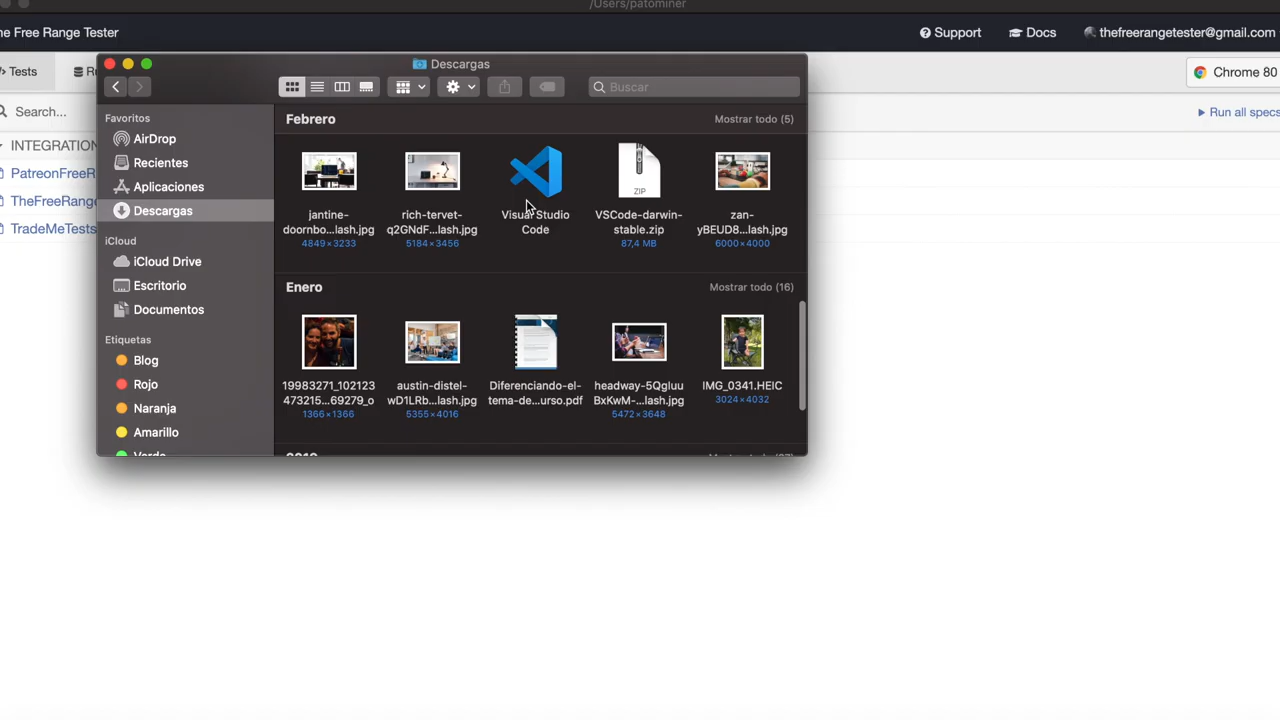 /Users/patominer
he Free Range Tester
Support
Docs
thefreerangetester@gmail.com
Tests
Descargas
Chrome 80
Buscar
Search...
Run all specs
INTEGRATION
PatreonFreeR
TheFreeRange
TradeMeTests
Favoritos
AirDrop
Recientes
Aplicaciones
Descargas
iCloud
iCloud Drive
Escritorio
Documentos
Etiquetas
Blog
Rojo
Naranja
Amarillo
Verde
Febrero
Mostrar todo (5)
jantine-
doornbo....lash.jpg
4849×3233
rich-tervet-
q2GNdF...lash.jpg
5184×3456
Visual Studio
Code
ZIP
VSCode-darwin-
stable.zip
87,4 MB
zan-
yBEUD8...lash.jpg
6000×4000
Enero
Mostrar todo (16)
19983271_102123
473215...69279_o
1366×1366
austin-distel-
wD1LRb...lash.jpg
5355×4016
Diferenciando-el-
tema-de...urso.pdf
headway-5Qgluu
BxKwM-...lash.jpg
5472×3648
IMG_0341.HEIC
3024×4032